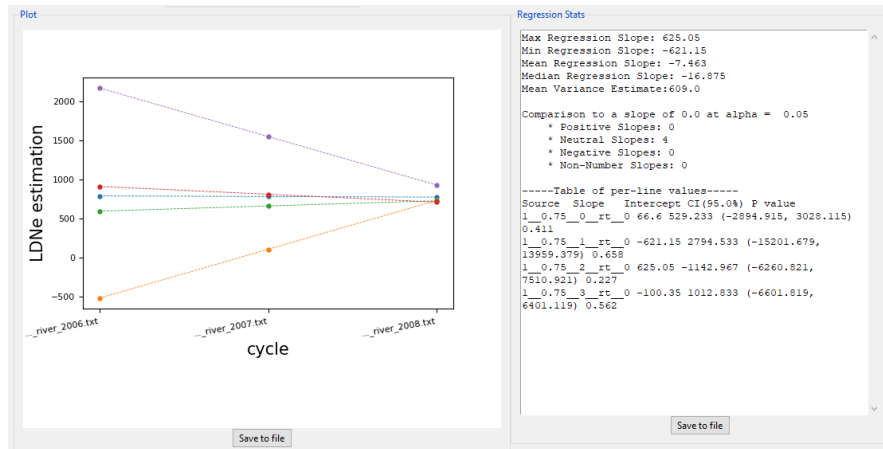 Plot
LDNe estimation
2000
1500
1000
500
0
−500
..._river_2006.txt
..._river_2007.txt
..._river_2008.txt
cycle
Save to file
Regression Stats
Max Regression Slope: 625.05
Min Regression Slope: -621.15
Mean Regression Slope: -7.463
Median Regression Slope: -16.875
Mean Variance Estimate:609.0
Comparison to a slope of 0.0 at alpha =  0.05
* Positive Slopes: 0
* Neutral Slopes: 4
* Negative Slopes: 0
* Non-Number Slopes: 0
-----Table of per-line values-----
Source  Slope   Intercept CI(95.0%) P value
1__0.75__0__rt__0 66.6 529.233 (-2894.915, 3028.115)
0.411
1__0.75__1__rt__0 -621.15 2794.533 (-15201.679,
13959.379) 0.658
1__0.75__2__rt__0 625.05 -1142.967 (-6260.821,
7510.921) 0.227
1__0.75__3__rt__0 -100.35 1012.833 (-6601.819,
6401.119) 0.562
Save to file